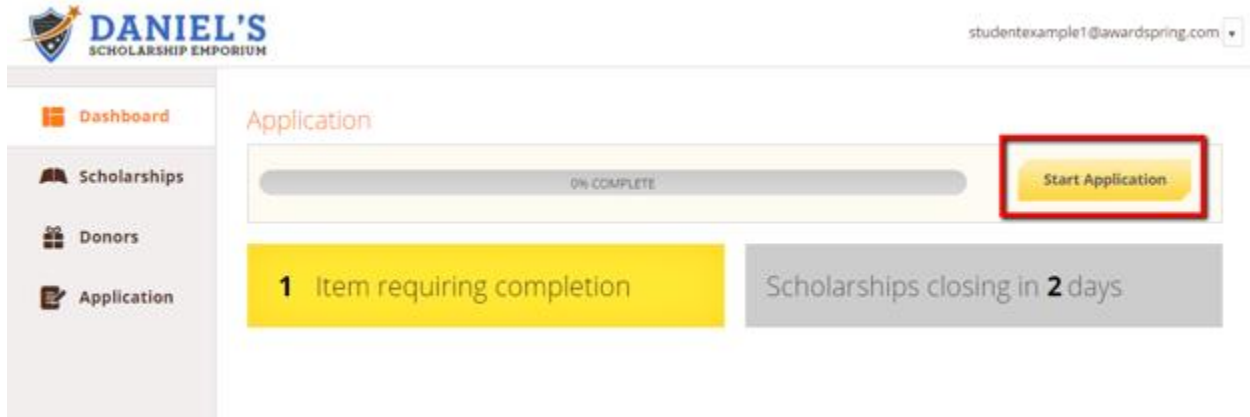 DANIEL'S
SCHOLARSHIP EMPORIUM
studentexample1@awardspring.com
Dashboard
Scholarships
Donors
Application
Application
0% COMPLETE
Start Application
1 Item requiring completion
Scholarships closing in 2 days